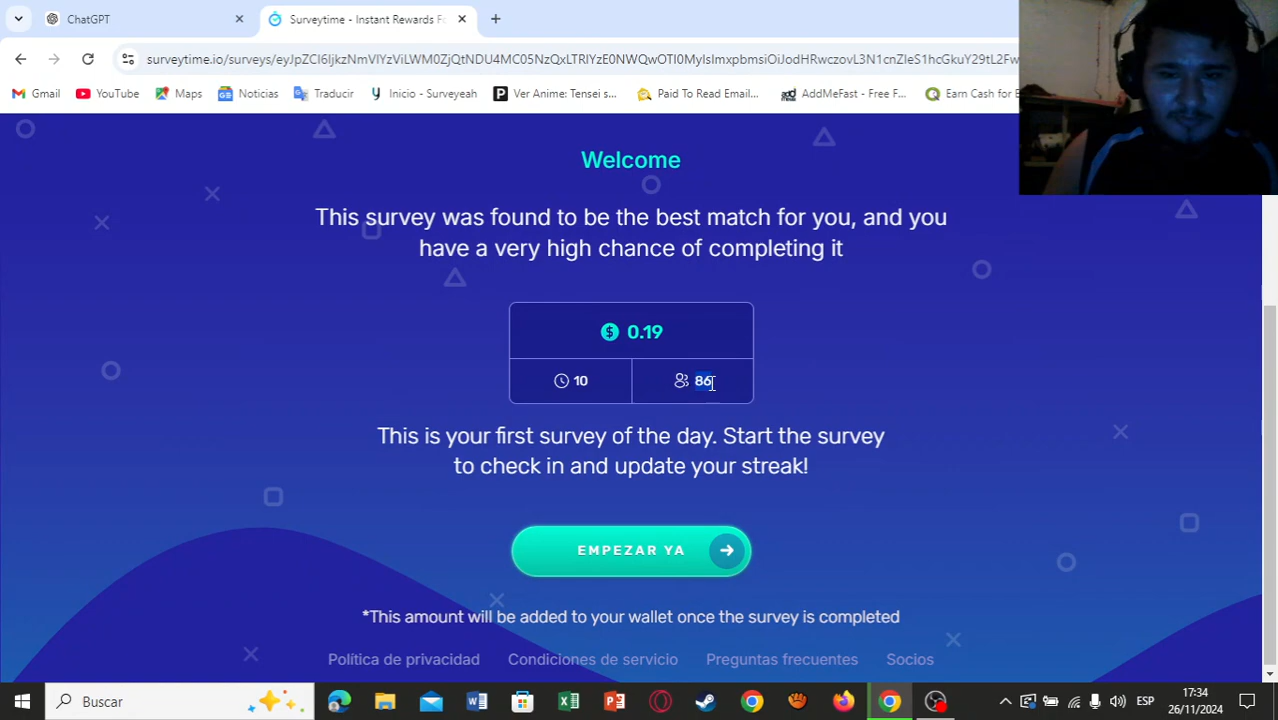 ChatGPT
Surveytime - Instant Rewards Fo
surveytime.io/surveys/eyJpZCI6IjkzNmVlYzViLWM0ZjQtNDU4MC05NzQxLTRIYzE0NWQwOTI0MyIsImxpbmsiOiJodHRwczovL3N1cnZleS1hcGkuY29tL2Fw
Gmail
YouTube
Maps
Noticias
Traducir
Inicio - Surveyeah
Ver Anime: Tensei s...
Paid To Read Email...
AddMeFast - Free F...
Earn Cash for
Welcome
This survey was found to be the best match for you, and you
have a very high chance of completing it
$ 0.19
10
86
This is your first survey of the day. Start the survey
to check in and update your streak!
EMPEZAR YA
*This amount will be added to your wallet once the survey is completed
Política de privacidad
Condiciones de servicio
Preguntas frecuentes
Socios
Buscar
ESP
17:34
26/11/2024